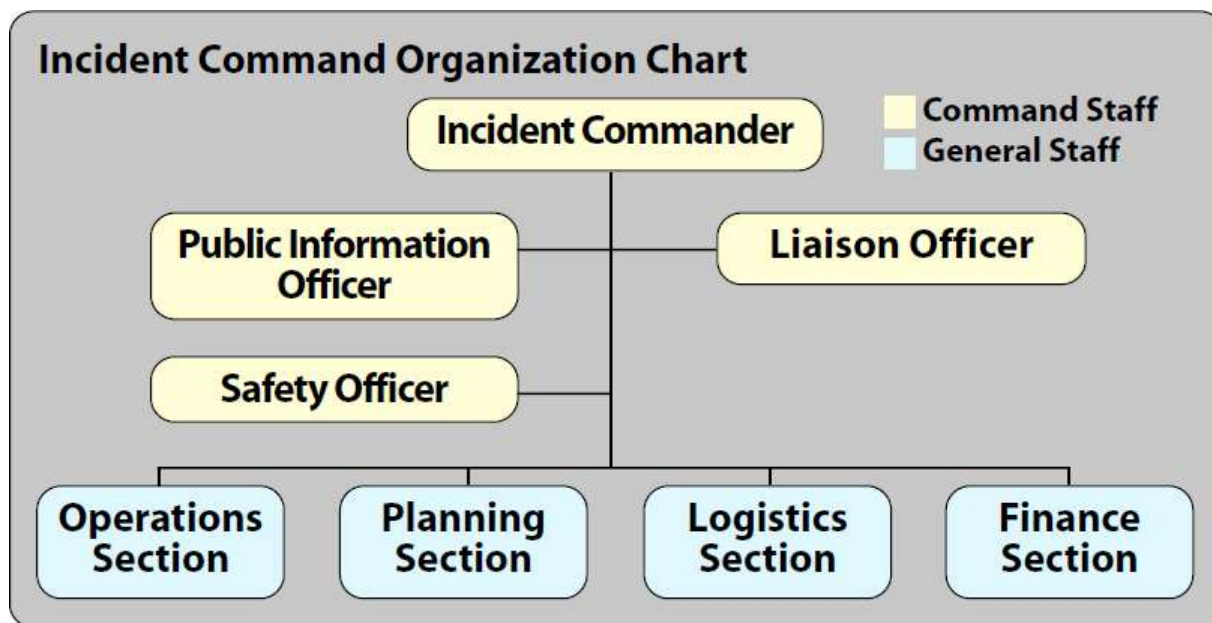 Incident Command Organization Chart
Incident Commander
Command Staff
General Staff
Public Information
Officer
Liaison Officer
Safety Officer
Operations
Section
Planning
Section
Logistics
Section
Finance
Section